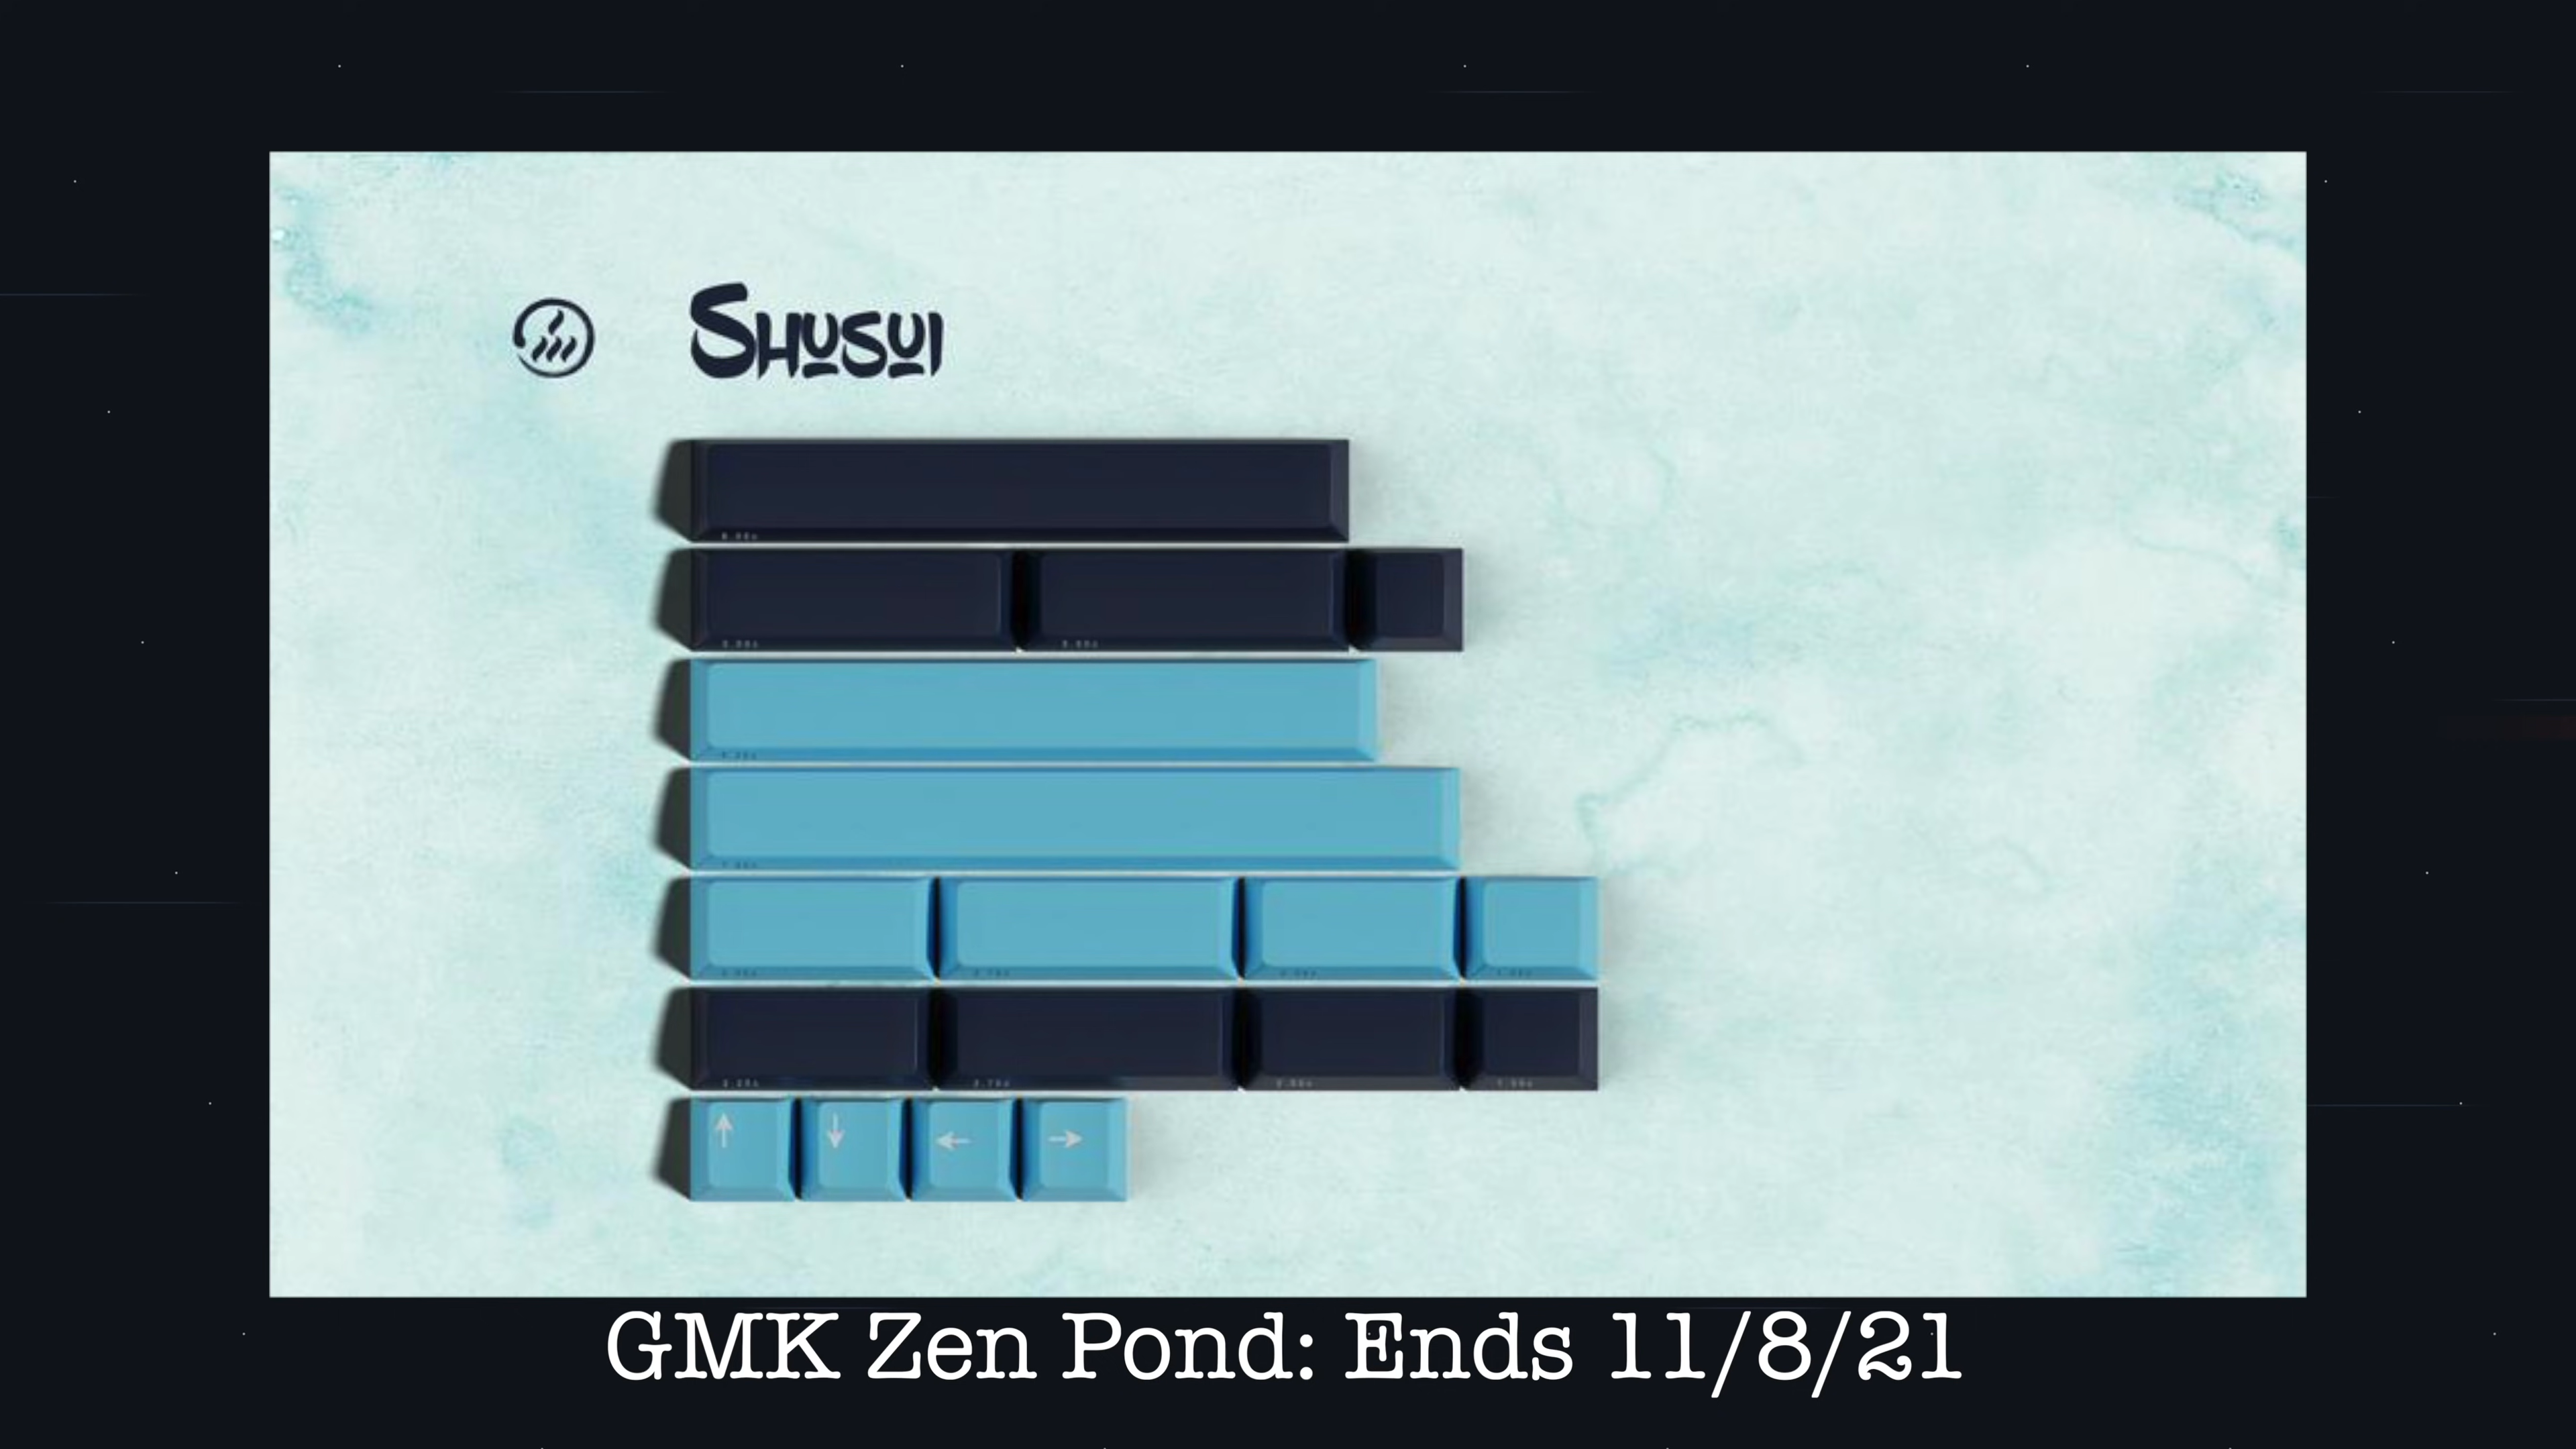 Shusui
↑ ↓ ← →
GMK Zen Pond: Ends 11/8/21